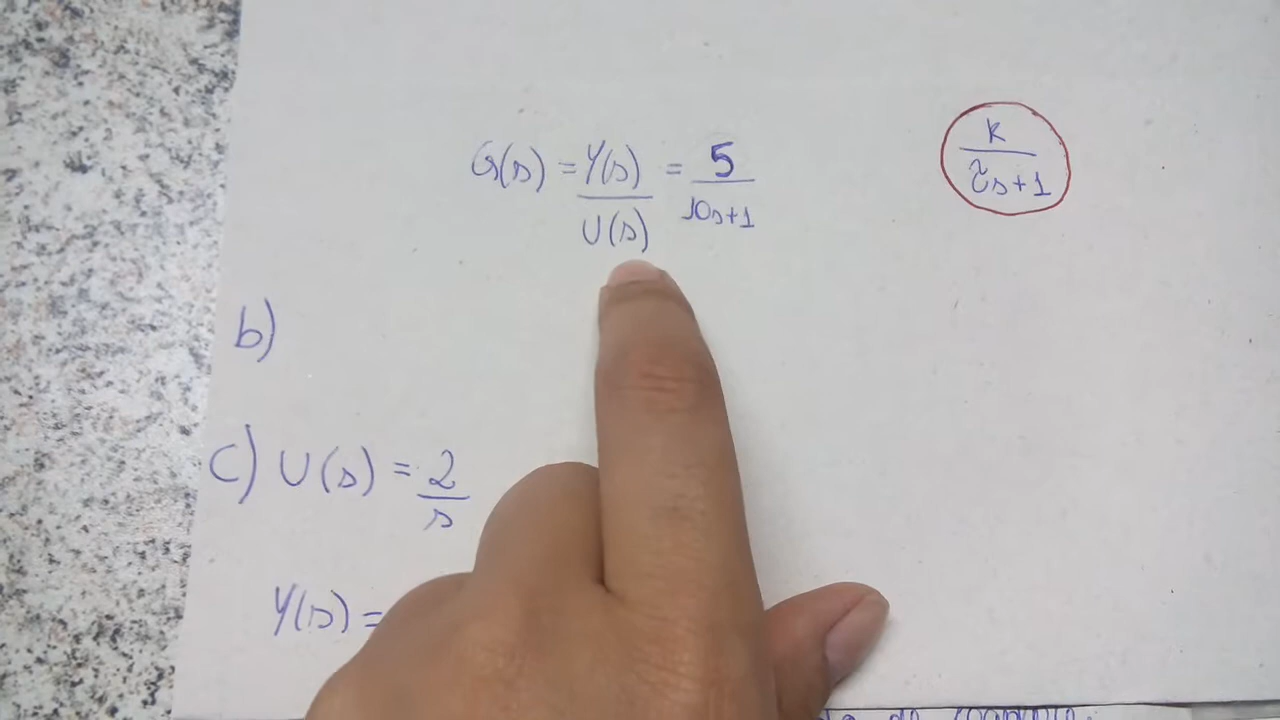 G(s) = Y(s) / U(s) = 5 / 10s+1
K / τs+1
b)
c) U(s) = 2 / s
Y(s) =